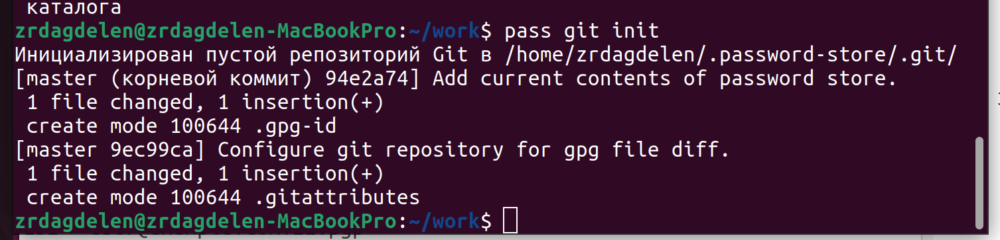 каталога
zrdagdelen@zrdagdelen-MacBookPro:~/work$ pass git init
Инициализирован пустой репозиторий Git в /home/zrdagdelen/.password-store/.git/
[master (корневой коммит) 94e2a74] Add current contents of password store.
1 file changed, 1 insertion(+)
create mode 100644 .gpg-id
[master 9ec99ca] Configure git repository for gpg file diff.
1 file changed, 1 insertion(+)
create mode 100644 .gitattributes
zrdagdelen@zrdagdelen-MacBookPro:~/work$